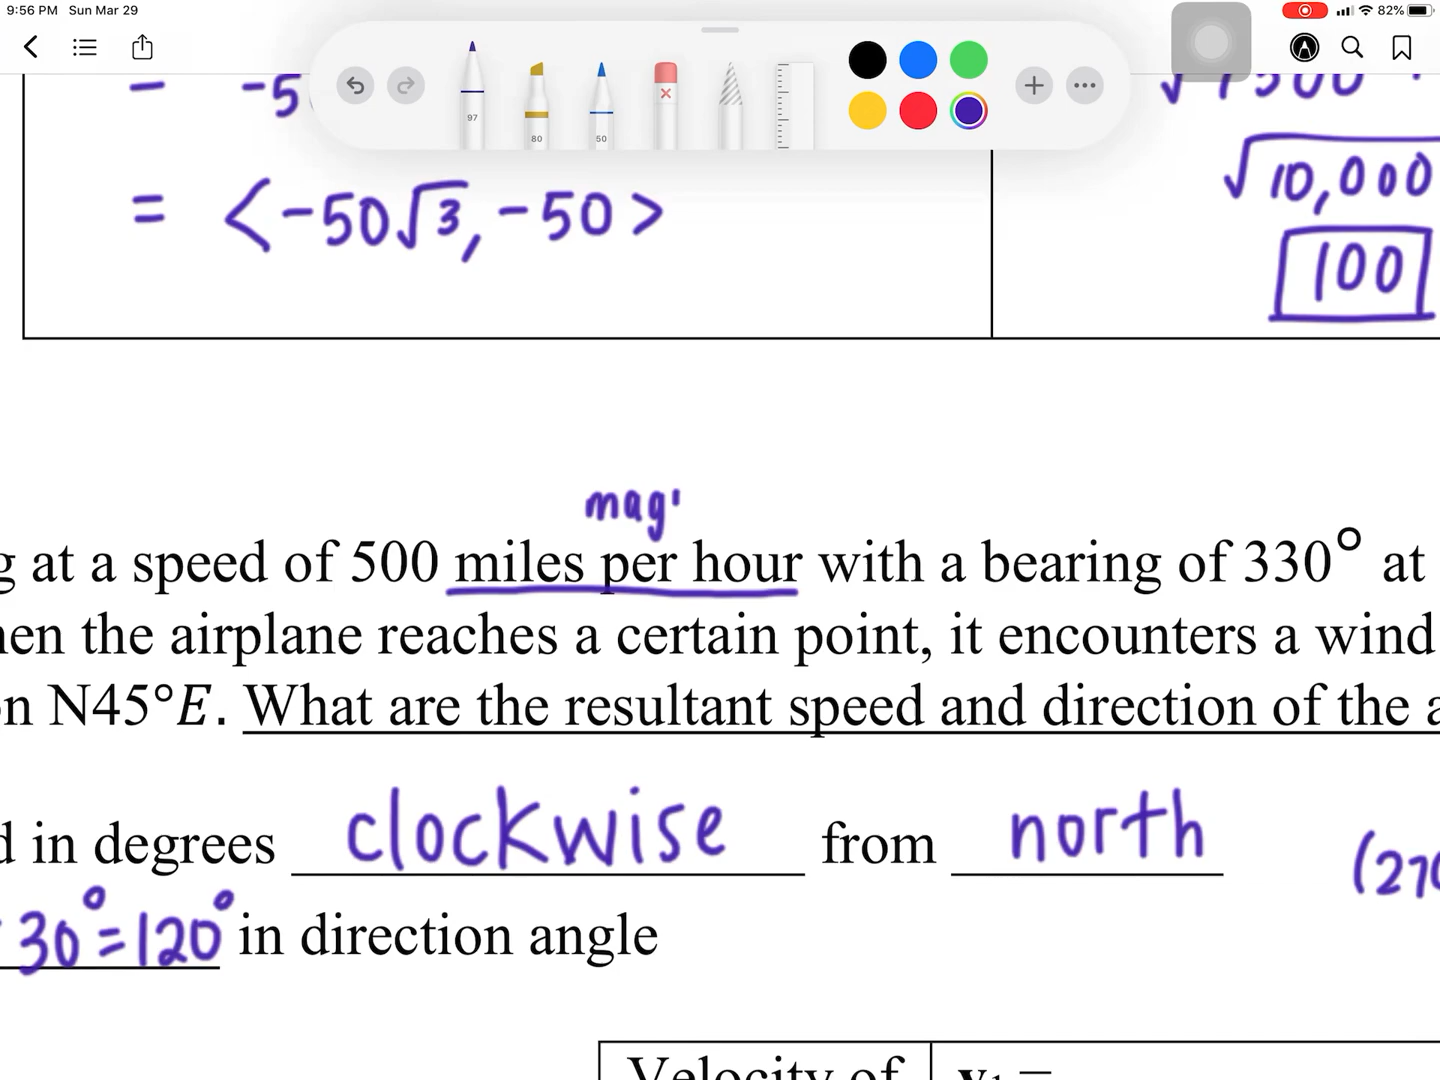 9:56 PM Sun Mar 29
82%
97
80
50
= <-50√3, -50>
10,000
100
mag
at a speed of 500 miles per hour with a bearing of 330° at
the airplane reaches a certain point, it encounters a wind
N45°E. What are the resultant speed and direction of the
in degrees clockwise from north
30° = 120° in direction angle
Velocity of